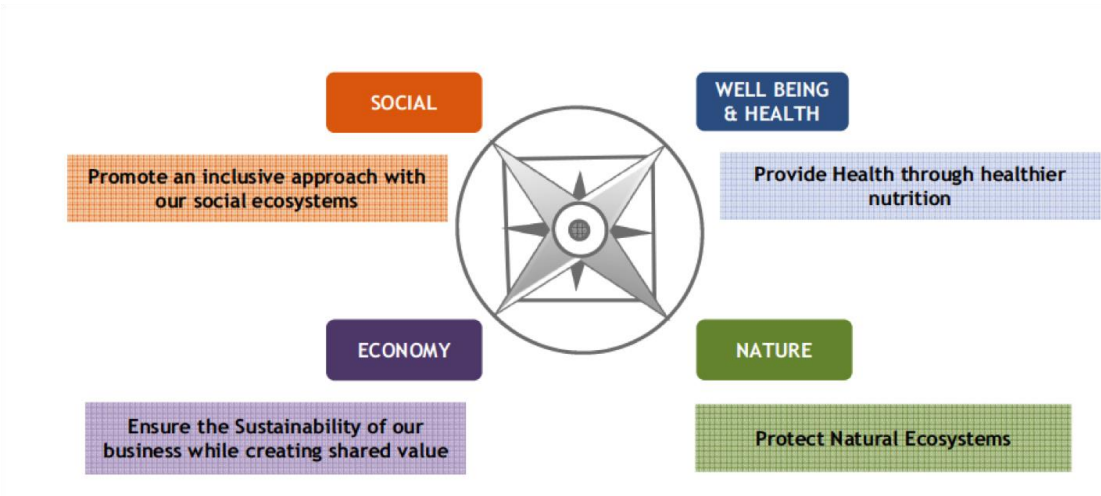 SOCIAL
Promote an inclusive approach with
our social ecosystems
WELL BEING
& HEALTH
Provide Health through healthier
nutrition
ECONOMY
Ensure the Sustainability of our
business while creating shared value
NATURE
Protect Natural Ecosystems